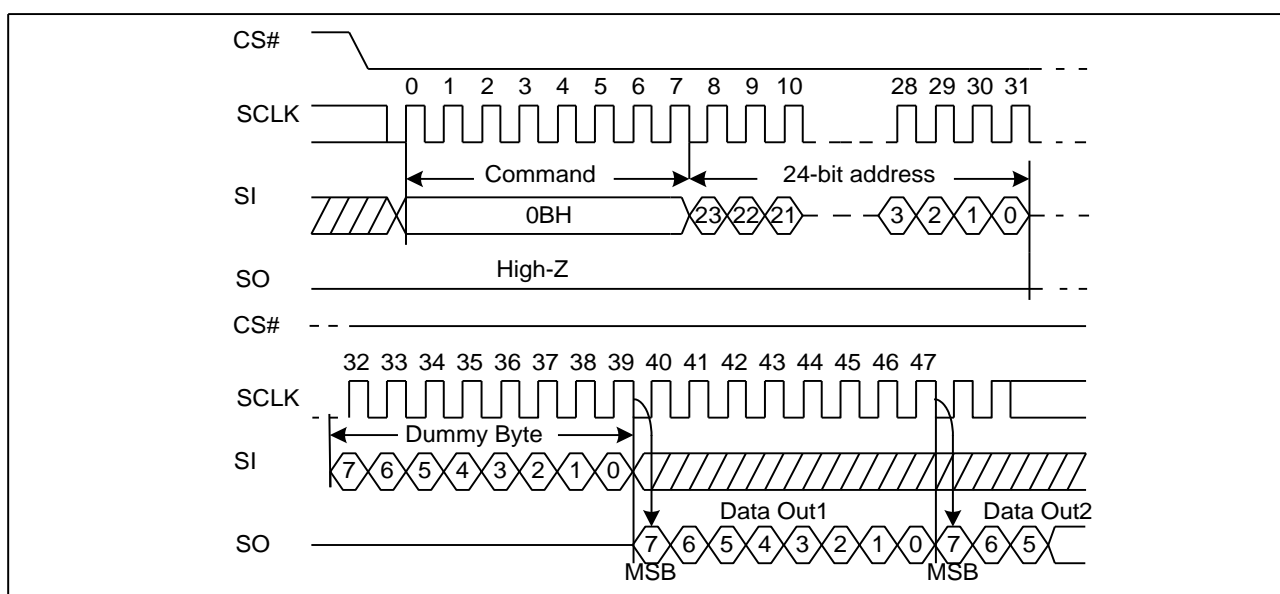 CS#
0 1 2 3 4 5 6 7 8 9 10 28 29 30 31
SCLK
Command 24-bit address
SI
0BH 23 22 21 3 2 1 0
High-Z
SO
CS#
32 33 34 35 36 37 38 39 40 41 42 43 44 45 46 47
SCLK
Dummy Byte
SI
7 6 5 4 3 2 1 0
Data Out1 Data Out2
SO
7 6 5 4 3 2 1 0 7 6 5
MSB MSB